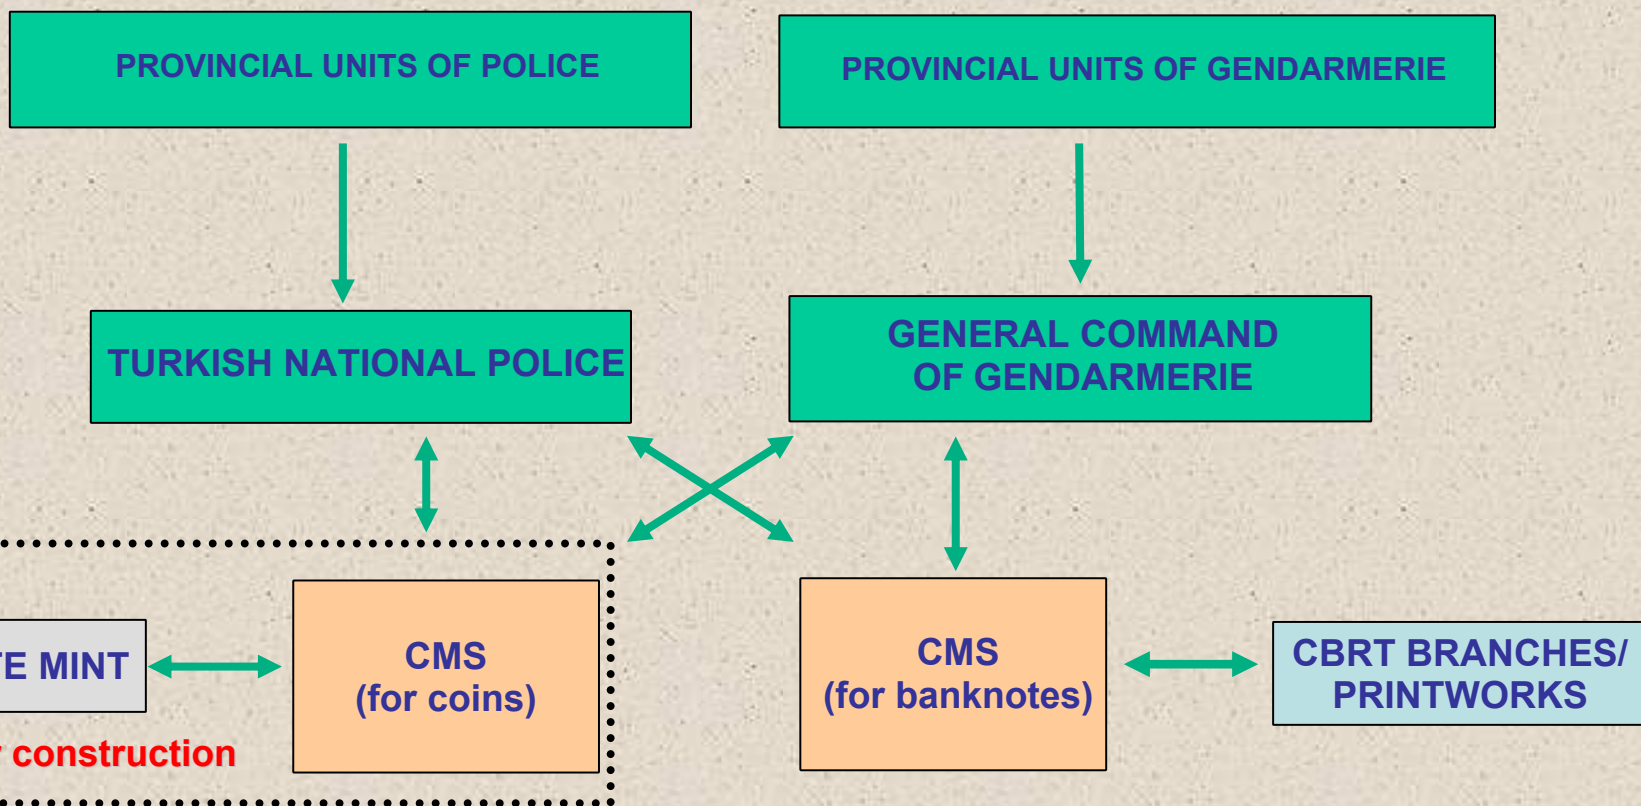 PROVINCIAL UNITS OF POLICE
PROVINCIAL UNITS OF GENDARMERIE
TURKISH NATIONAL POLICE
GENERAL COMMAND
OF GENDARMERIE
TE MINT
CMS
(for coins)
CMS
(for banknotes)
CBRT BRANCHES/
PRINTWORKS
construction